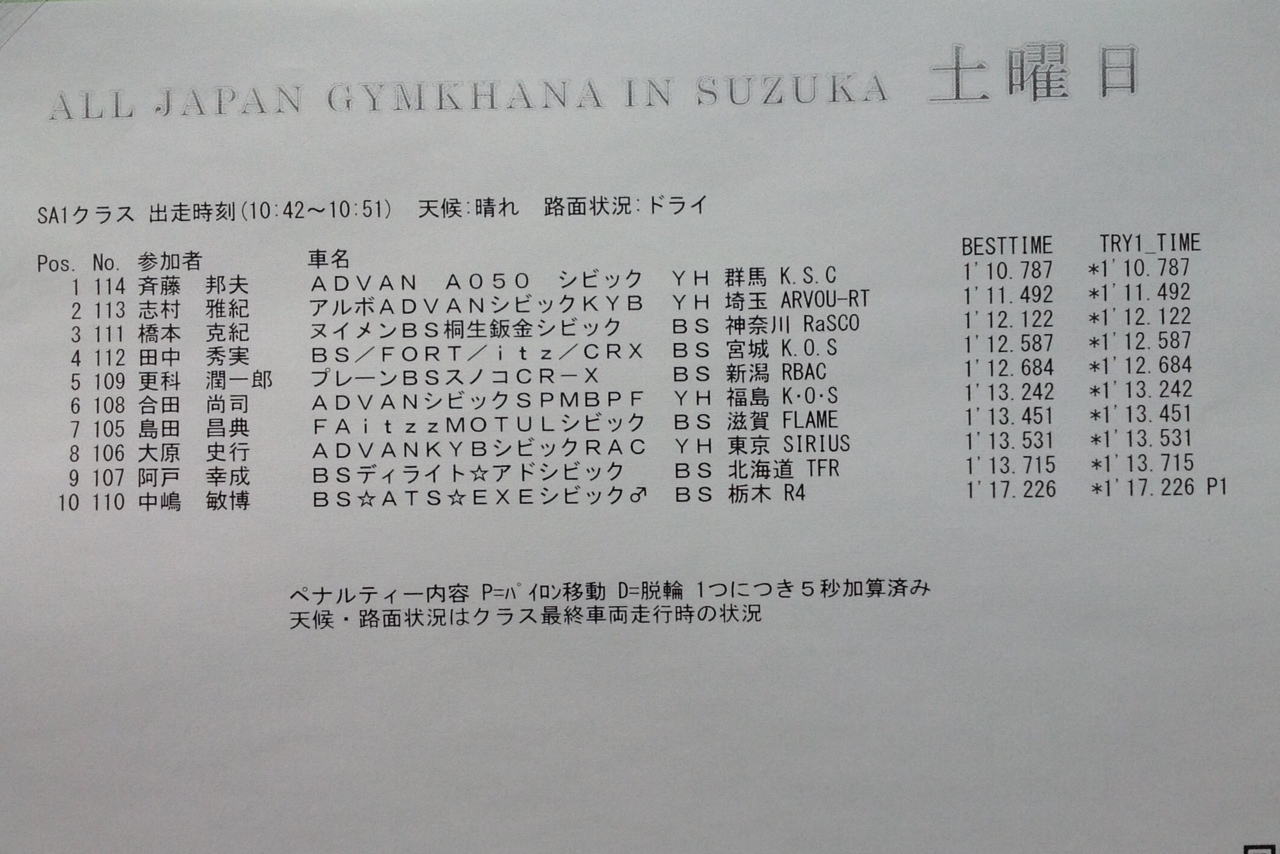 ALL JAPAN GYMKHANA IN SUZUKA 土曜日
SA1クラス 出走時刻(10:42～10:51) 天候:晴れ 路面状況:ドライ
Pos. No. 参加者 車名 BESTTIME TRY1_TIME
1 114 斉藤 邦夫 ＡＤＶＡＮ Ａ０５０ シビック ＹＨ 群馬 K.S.C 1'10.787 *1'10.787
2 113 志村 雅紀 アルボＡＤＶＡＮシビックＫＹＢ ＹＨ 埼玉 ARVOU-RT 1'11.492 *1'11.492
3 111 橋本 克紀 ヌイメンＢＳ桐生鈑金シビック ＢＳ 神奈川 RaSCO 1'12.122 *1'12.122
4 112 田中 秀実 ＢＳ／ＦＯＲＴ／ｉｔｚ／ＣＲＸ ＢＳ 宮城 K.O.S 1'12.587 *1'12.587
5 109 更科 潤一郎 プレーンＢＳスノコＣＲ－Ｘ ＢＳ 新潟 RBAC 1'12.684 *1'12.684
6 108 合田 尚司 ＡＤＶＡＮシビックＳＰＭＢＰＦ ＹＨ 福島 K･O･S 1'13.242 *1'13.242
7 105 島田 昌典 ＦＡｉｔｚｚＭＯＴＵＬシビック ＢＳ 滋賀 FLAME 1'13.451 *1'13.451
8 106 大原 史行 ＡＤＶＡＮＫＹＢシビックＲＡＣ ＹＨ 東京 SIRIUS 1'13.531 *1'13.531
9 107 阿戸 幸成 ＢＳディライト☆アドシビック ＢＳ 北海道 TFR 1'13.715 *1'13.715
10 110 中嶋 敏博 ＢＳ☆ＡＴＳ☆ＥＸＥシビック♂ ＢＳ 栃木 R4 1'17.226 *1'17.226 P1
ペナルティー内容 P=ﾊﾟｲﾛﾝ移動 D=脱輪 1つにつき５秒加算済み
天候・路面状況はクラス最終車両走行時の状況